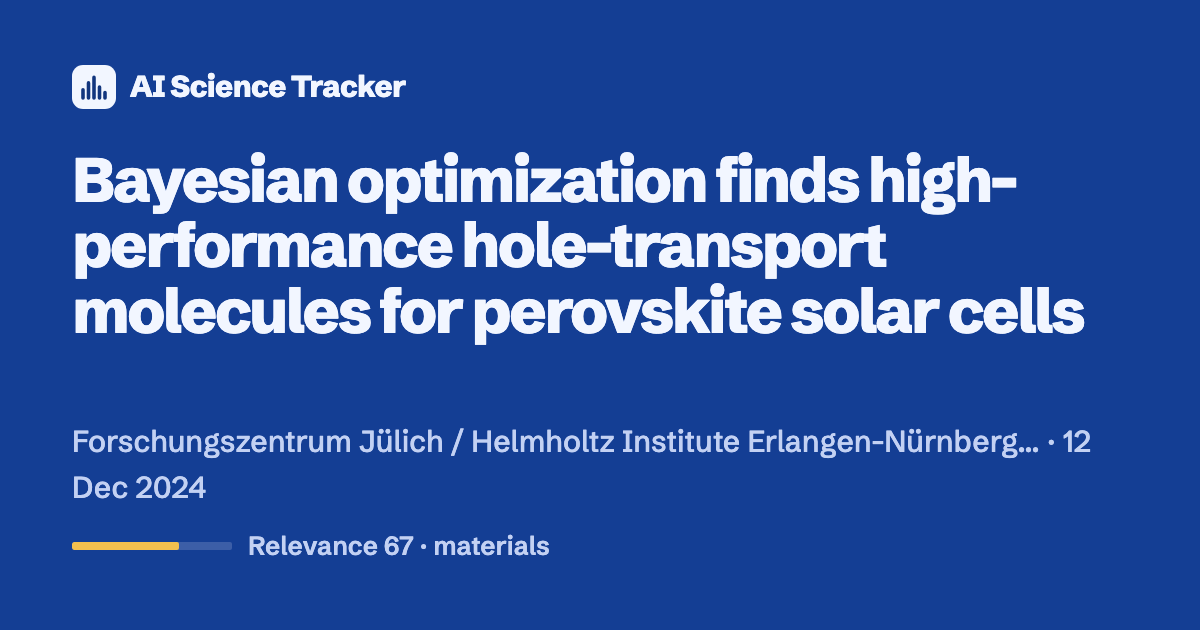 AI Science Tracker
Bayesian optimization finds high-
performance hole-transport
molecules for perovskite solar cells
Forschungszentrum Jülich / Helmholtz Institute Erlangen-Nürnberg... · 12
Dec 2024
Relevance 67 · materials